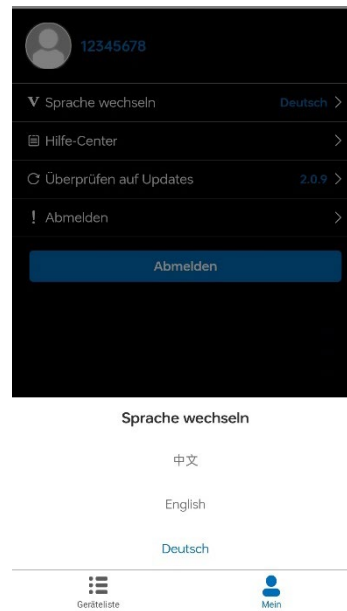 12345678
Sprache wechseln Deutsch
Hilfe-Center
Überprüfen auf Updates 2.0.9
! Abmelden
Abmelden
Sprache wechseln
中文
English
Deutsch
Geräteliste Mein